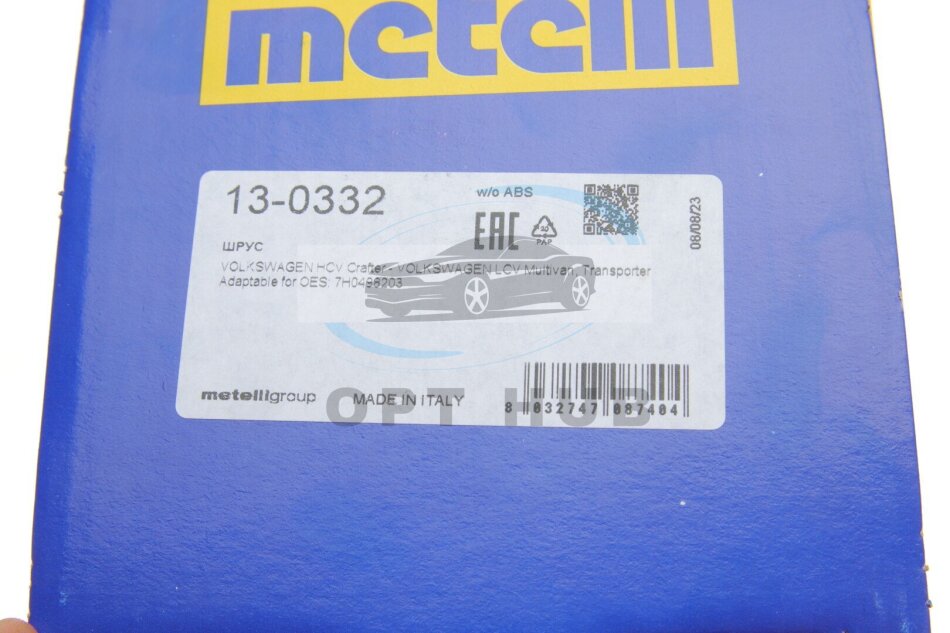 metelli
13-0332
w/o ABS
EAC
20
PAP
08/08/23
ШРУС
VOLKSWAGEN HCV Crafter - VOLKSWAGEN LCV Multivan, Transporter
Adaptable for OES: 7H0498203
metelligroup
MADE IN ITALY
8 032747 087404
OPT HUB